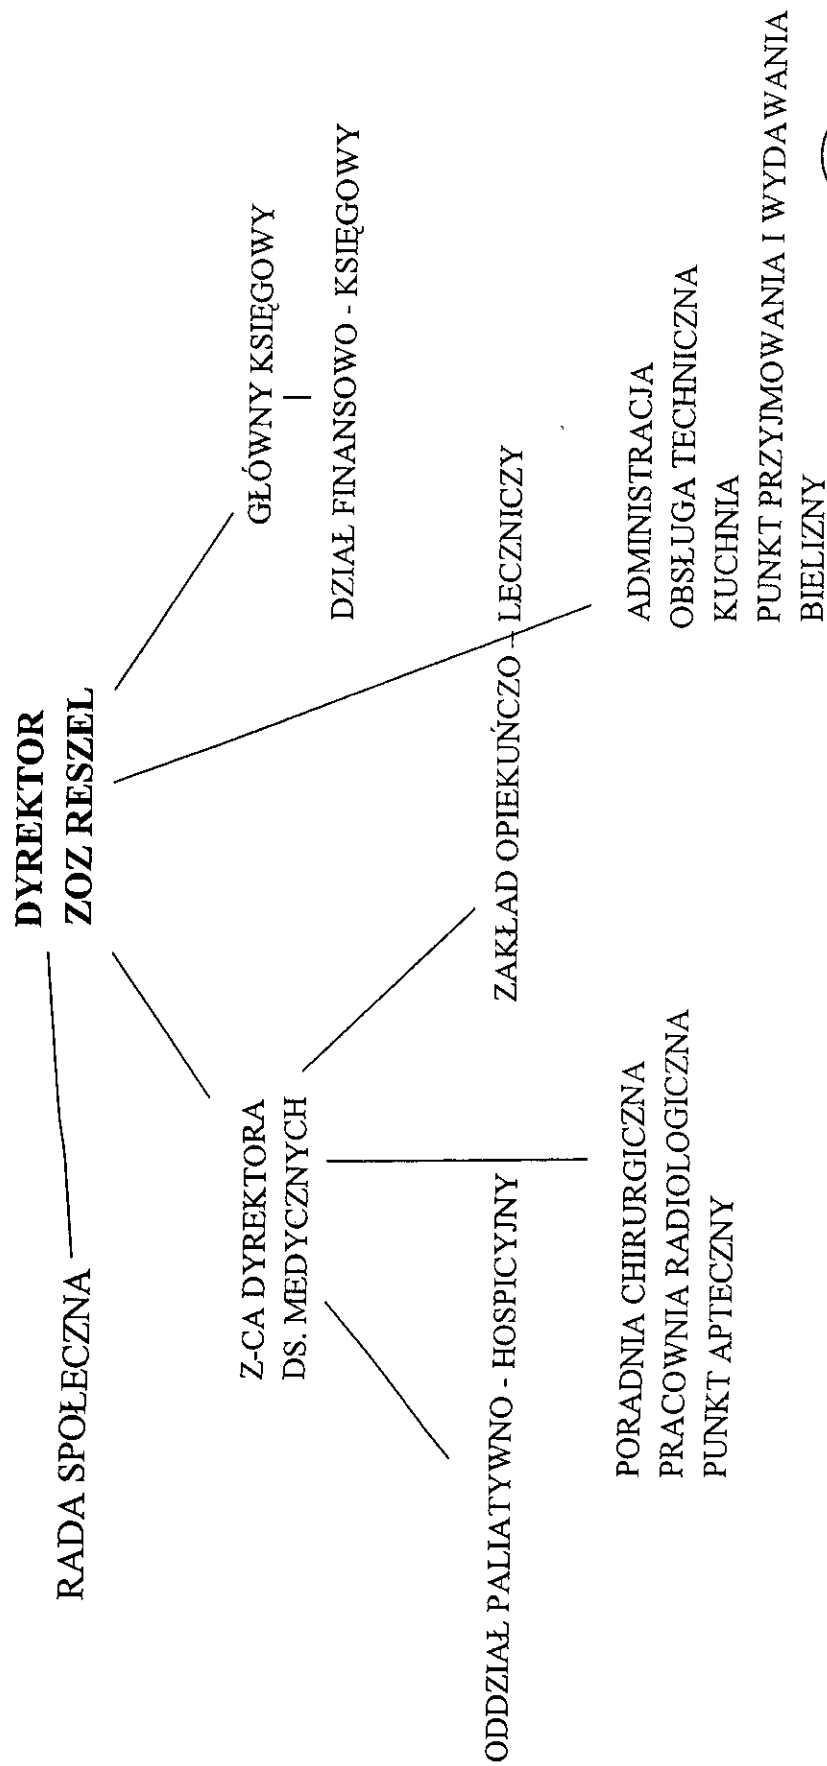 DYREKTOR
ZOZ RESZEL
RADA SPOŁECZNA
Z-CA DYREKTORA
DS. MEDYCZNYCH
GŁÓWNY KSIĘGOWY
DZIAŁ FINANSOWO - KSIĘGOWY
ODDZIAŁ PALIATYWNO - HOSPICYJNY
ZAKŁAD OPIEKUŃCZO – LECZNICZY
PORADNIA CHIRURGICZNA
PRACOWNIA RADIOLOGICZNA
PUNKT APTECZNY
ADMINISTRACJA
OBSŁUGA TECHNICZNA
KUCHNIA
PUNKT PRZYJMOWANIA I WYDAWANIA
BIELIZNY